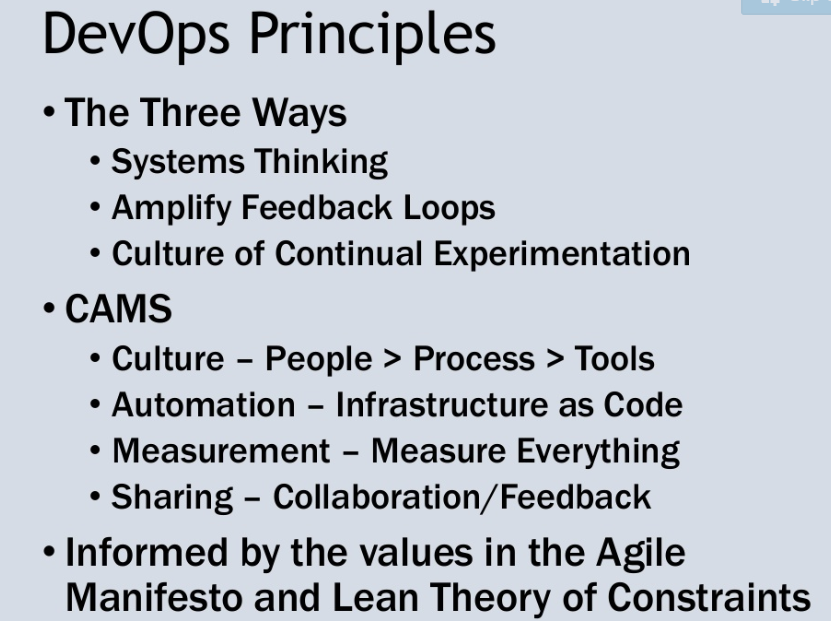 DevOps Principles
• The Three Ways
• Systems Thinking
• Amplify Feedback Loops
• Culture of Continual Experimentation
• CAMS
• Culture – People > Process > Tools
• Automation – Infrastructure as Code
• Measurement – Measure Everything
• Sharing – Collaboration/Feedback
• Informed by the values in the Agile
Manifesto and Lean Theory of Constraints